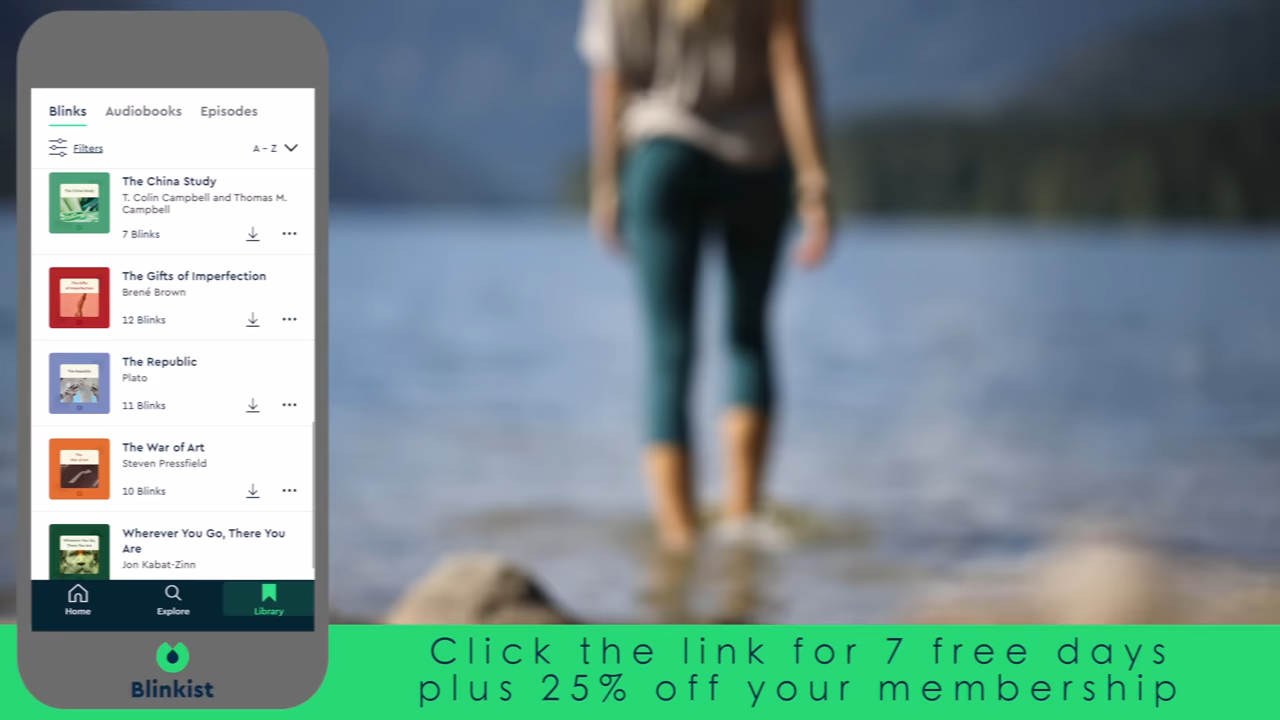 Blinks Audiobooks Episodes
Filters A – Z
The China Study
T. Colin Campbell and Thomas M.
Campbell
7 Blinks
The Gifts of Imperfection
Brené Brown
12 Blinks
The Republic
Plato
11 Blinks
The War of Art
Steven Pressfield
10 Blinks
Wherever You Go, There You
Are
Jon Kabat-Zinn
Home Explore Library
Blinkist
Click the link for 7 free days
plus 25% off your membership